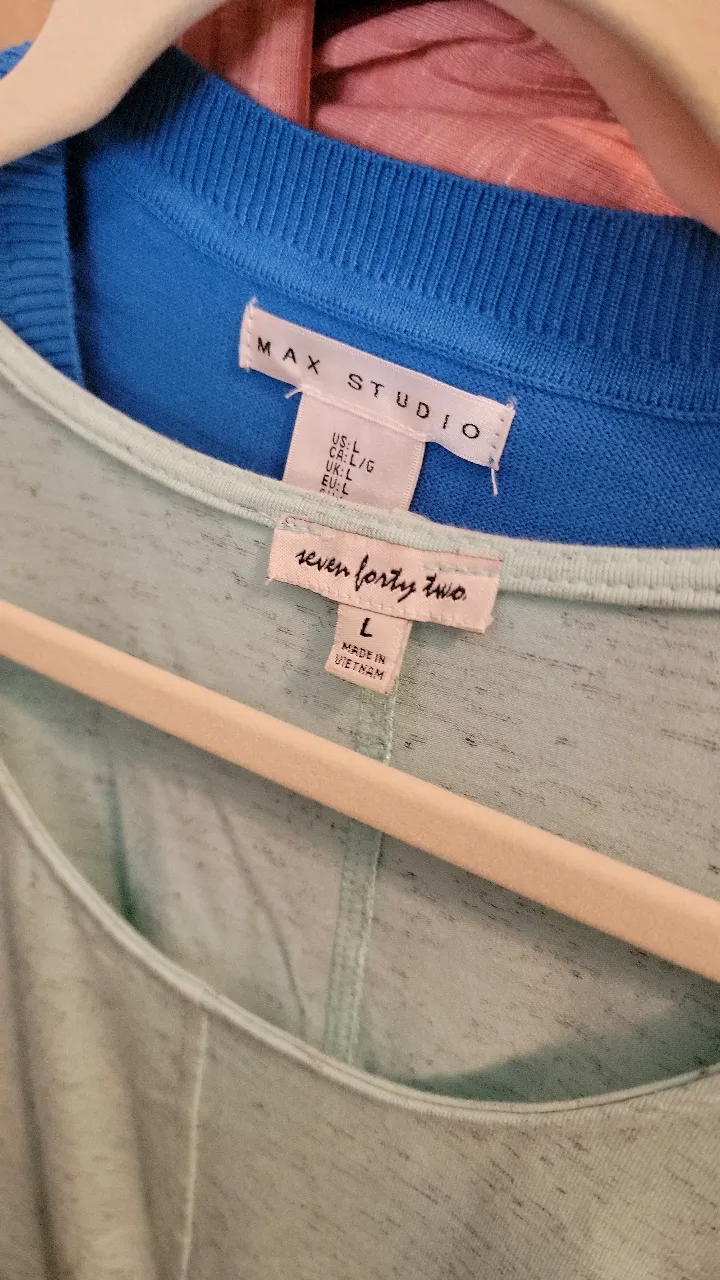 MAX STUDIO
US:L
CA:L/G
UK:L
EU:L
seven forty two
L
MADE IN
VIETNAM